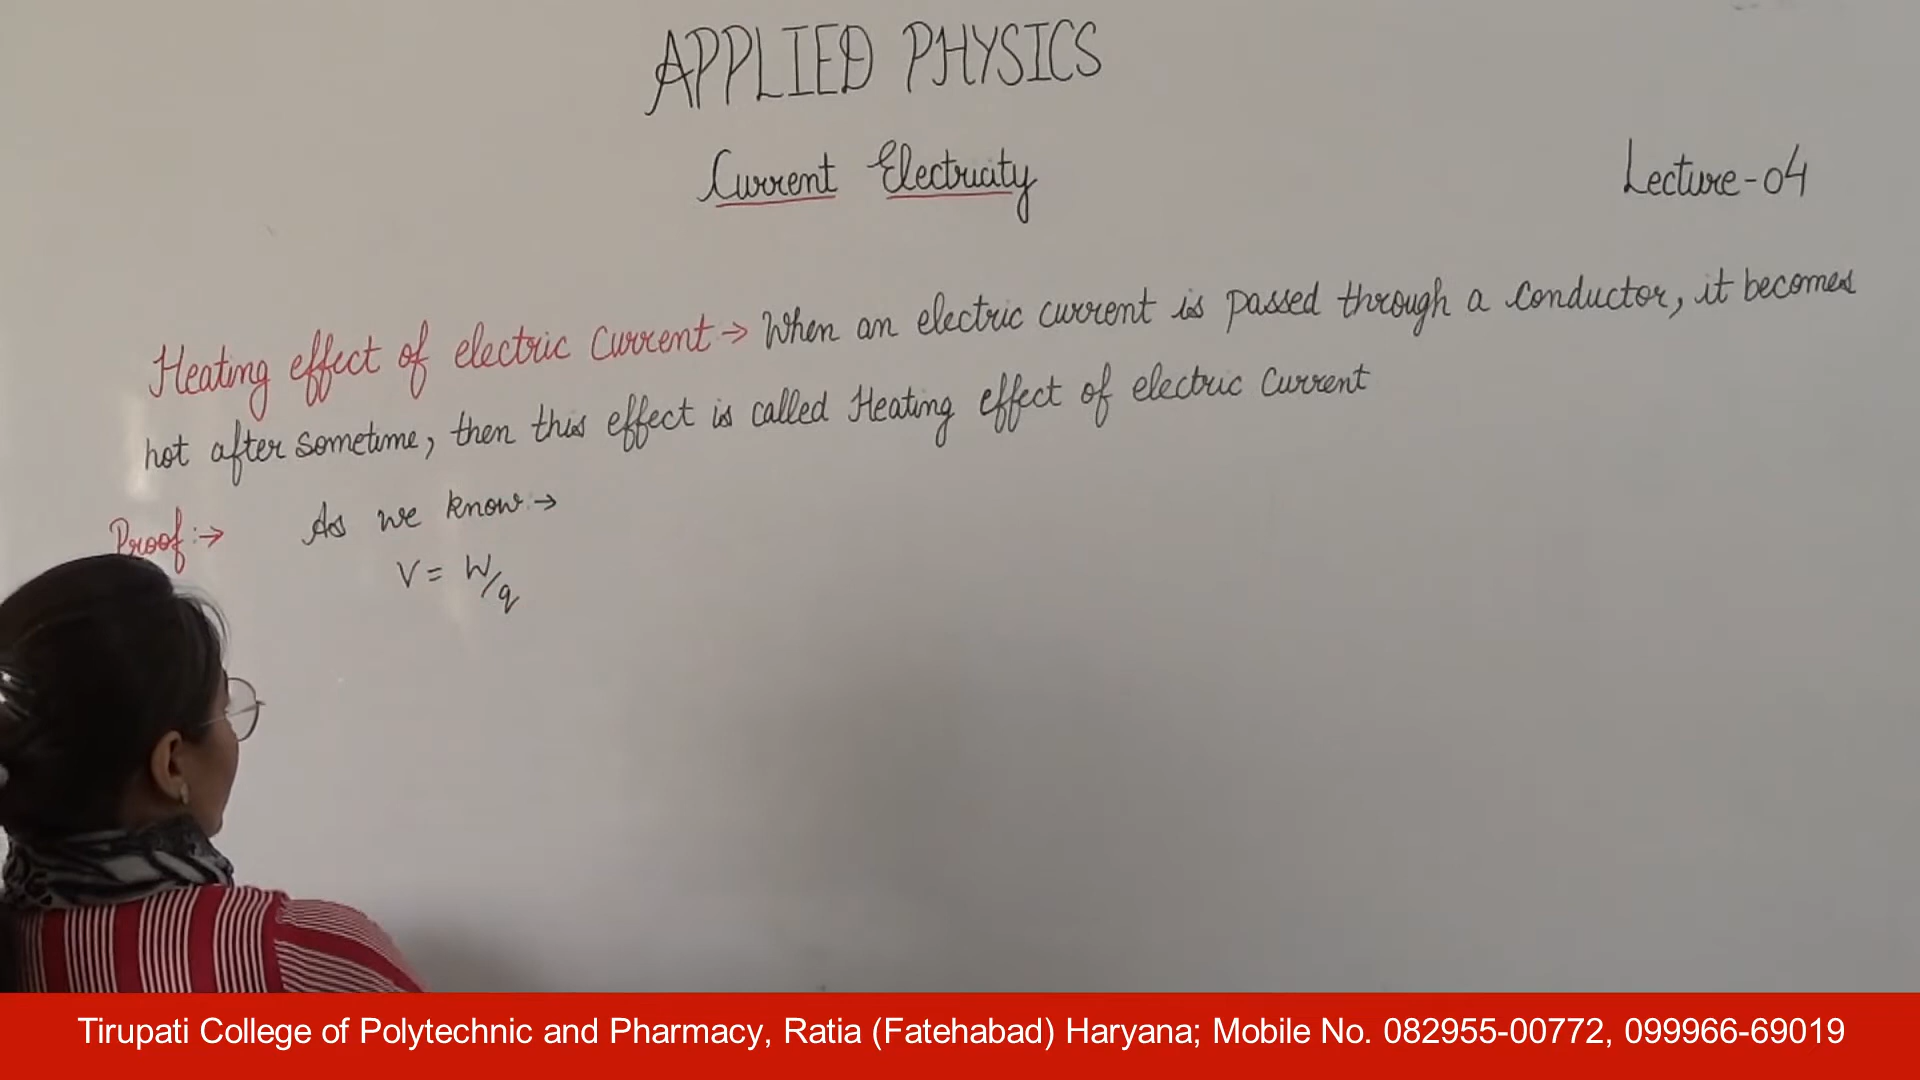 APPLIED PHYSICS
Current Electricity
Lecture-04
Heating effect of electric Current → When an electric current is passed through a conductor, it becomes
hot after sometime, then this effect is called Heating effect of electric Current
Proof:→ As we know:→
V = W/q
Tirupati College of Polytechnic and Pharmacy, Ratia (Fatehabad) Haryana; Mobile No. 082955-00772, 099966-69019